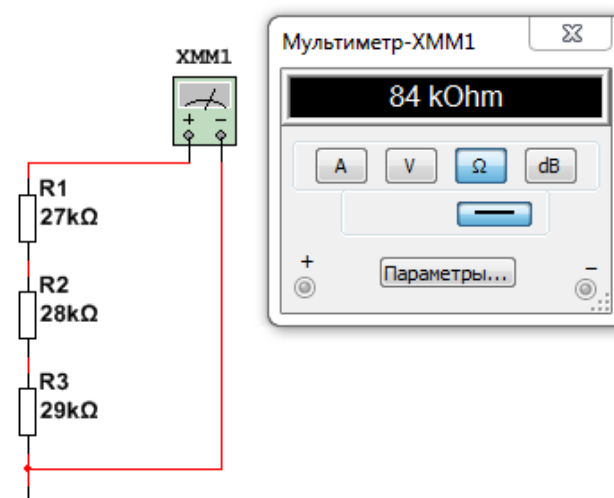 XMM1
+ −
R1
27kΩ
R2
28kΩ
R3
29kΩ
Мультиметр-XMM1
84 kOhm
A V Ω dB
+ −
Параметры...